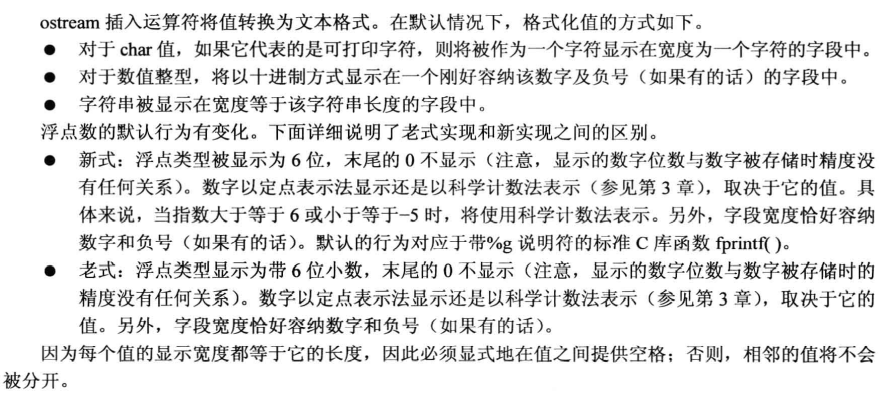 ostream 插入运算符将值转换为文本格式。在默认情况下，格式化值的方式如下。
● 对于 char 值，如果它代表的是可打印字符，则将被作为一个字符显示在宽度为一个字符的字段中。
● 对于数值整型，将以十进制方式显示在一个刚好容纳该数字及负号（如果有的话）的字段中。
● 字符串被显示在宽度等于该字符串长度的字段中。
浮点数的默认行为有变化。下面详细说明了老式实现和新实现之间的区别。
● 新式：浮点类型被显示为 6 位，末尾的 0 不显示（注意，显示的数字位数与数字被存储时精度没
有任何关系）。数字以定点表示法显示还是以科学计数法表示（参见第 3 章），取决于它的值。具
体来说，当指数大于等于 6 或小于等于−5 时，将使用科学计数法表示。另外，字段宽度恰好容纳
数字和负号（如果有的话）。默认的行为对应于带%g 说明符的标准 C 库函数 fprintf( )。
● 老式：浮点类型显示为带 6 位小数，末尾的 0 不显示（注意，显示的数字位数与数字被存储时的
精度没有任何关系）。数字以定点表示法显示还是以科学计数法表示（参见第 3 章），取决于它的
值。另外，字段宽度恰好容纳数字和负号（如果有的话）。
因为每个值的显示宽度都等于它的长度，因此必须显式地在值之间提供空格；否则，相邻的值将不会
被分开。